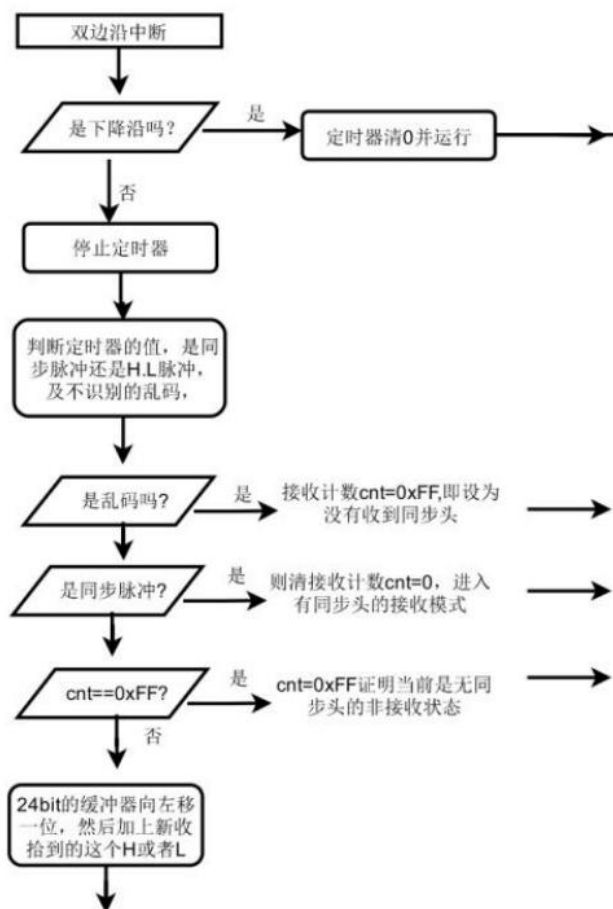 双边沿中断
是下降沿吗？
是
定时器清0并运行
否
停止定时器
判断定时器的值，是同
步脉冲还是H.L脉冲，
及不识别的乱码，
是乱码吗？
是
接收计数cnt=0xFF,即设为
没有收到同步头
是同步脉冲？
是
则清接收计数cnt=0，进入
有同步头的接收模式
cnt==0xFF?
是
cnt=0xFF证明当前是无同
步头的非接收状态
否
24bit的缓冲器向左移
一位，然后加上新收
拾到的这个H或者L